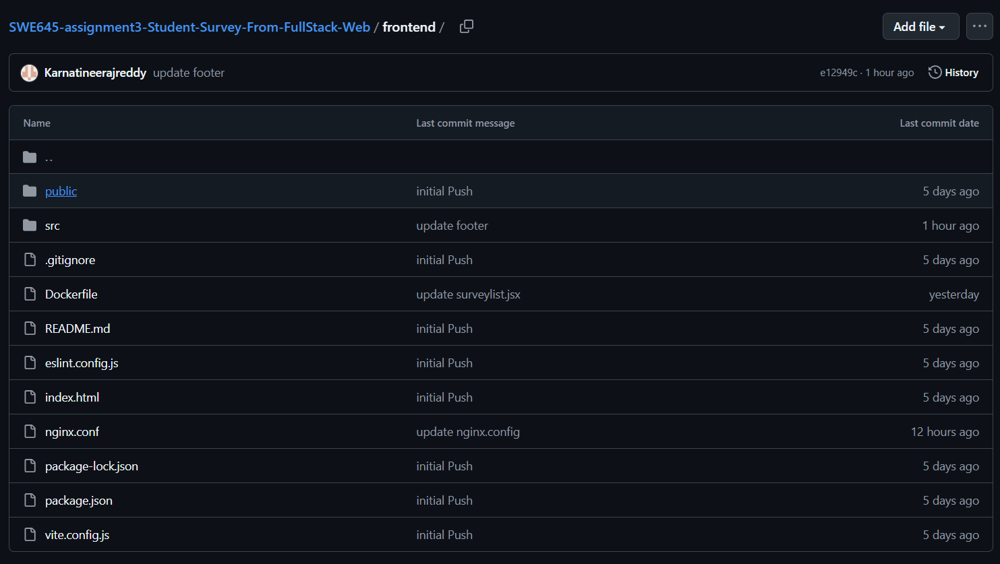 SWE645-assignment3-Student-Survey-From-FullStack-Web / frontend / Add file
Karnatineerajreddy update footer e12949c · 1 hour ago History
Name Last commit message Last commit date
..
public initial Push 5 days ago
src update footer 1 hour ago
.gitignore initial Push 5 days ago
Dockerfile update surveylist.jsx yesterday
README.md initial Push 5 days ago
eslint.config.js initial Push 5 days ago
index.html initial Push 5 days ago
nginx.conf update nginx.config 12 hours ago
package-lock.json initial Push 5 days ago
package.json initial Push 5 days ago
vite.config.js initial Push 5 days ago